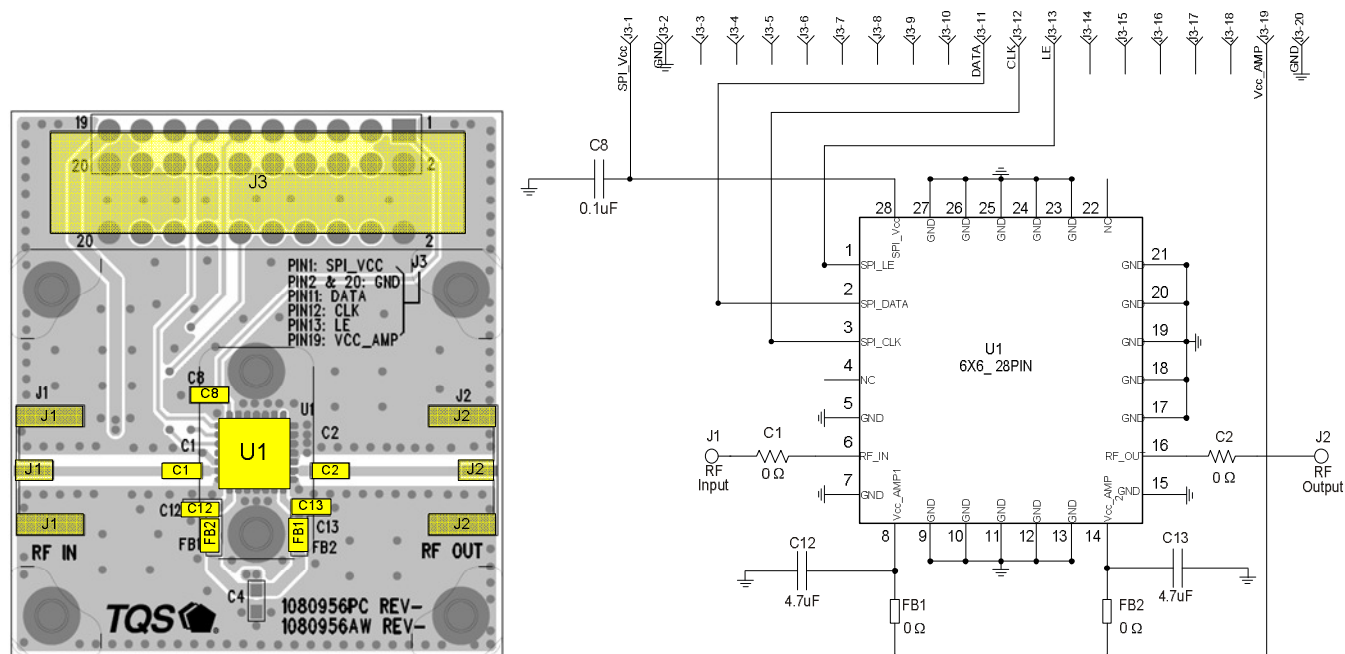 19
1
20
J3
2
20
2
PIN1: SPI_VCC
J3
PIN2 & 20: GND
PIN11: DATA
PIN12: CLK
PIN13: LE
PIN19: VCC_AMP
C8
C8
J1
J2
J1
J2
U1
C1
U1
C2
J1
C1
C2
J2
C12
C12
C13
C13
J1
J2
FB1
FB2
FB1
FB2
RF IN
RF OUT
C4
TQS
1080956PC REV-
1080956AW REV-
J3-1
J3-2
J3-3
J3-4
J3-5
J3-6
J3-7
J3-8
J3-9
J3-10
J3-11
J3-12
J3-13
J3-14
J3-15
J3-16
J3-17
J3-18
J3-19
J3-20
SPI_Vcc
GND
DATA
CLK
LE
Vcc_AMP
GND
C8
0.1uF
28
27
26
25
24
23
22
SPI_Vcc
GND
GND
GND
GND
GND
NC
1
SPI_LE
2
SPI_DATA
3
SPI_CLK
4
NC
5
GND
6
RF_IN
7
GND
U1
6X6_28PIN
GND
21
GND
20
GND
19
GND
18
GND
17
RF_OUT
16
GND
15
J1
RF
Input
C1
0 Ω
C2
0 Ω
J2
RF
Output
Vcc_AMP1
GND
GND
GND
GND
GND
Vcc_AMP_2
8
9
10
11
12
13
14
C12
4.7uF
C13
4.7uF
FB1
0 Ω
FB2
0 Ω